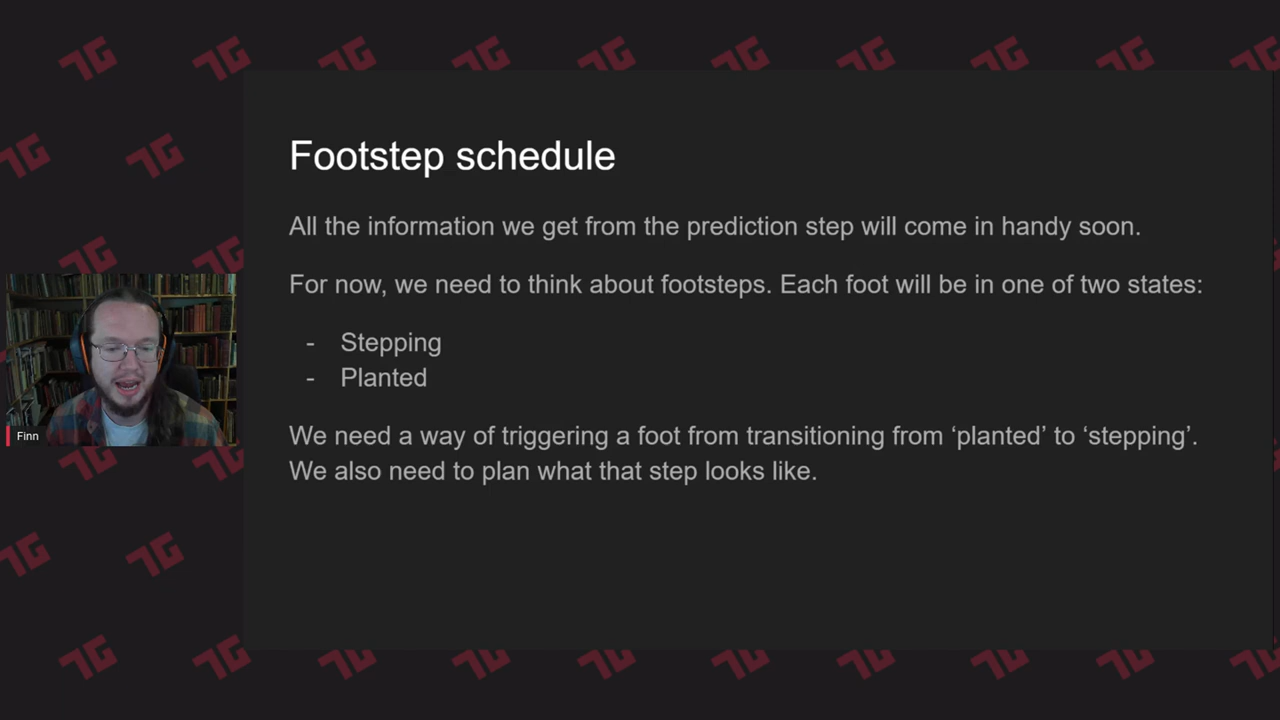 Footstep schedule
All the information we get from the prediction step will come in handy soon.
For now, we need to think about footsteps. Each foot will be in one of two states:
- Stepping
- Planted
We need a way of triggering a foot from transitioning from ‘planted’ to ‘stepping’.
We also need to plan what that step looks like.
Finn